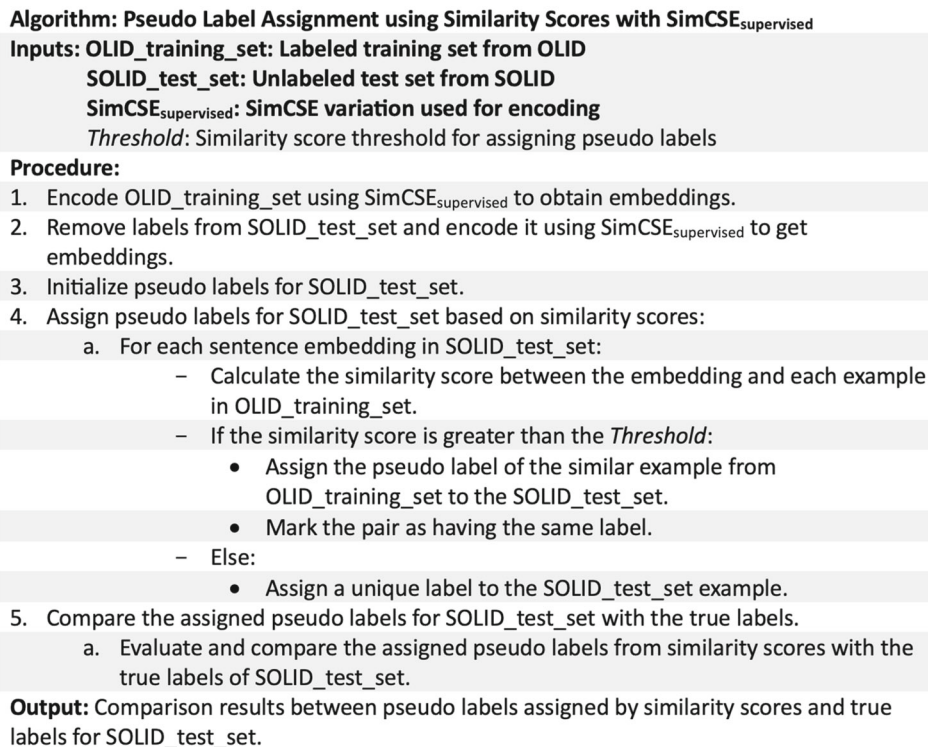 Algorithm: Pseudo Label Assignment using Similarity Scores with SimCSEsupervised
Inputs: OLID_training_set: Labeled training set from OLID
SOLID_test_set: Unlabeled test set from SOLID
SimCSEsupervised: SimCSE variation used for encoding
Threshold: Similarity score threshold for assigning pseudo labels
Procedure:
1. Encode OLID_training_set using SimCSEsupervised to obtain embeddings.
2. Remove labels from SOLID_test_set and encode it using SimCSEsupervised to get
embeddings.
3. Initialize pseudo labels for SOLID_test_set.
4. Assign pseudo labels for SOLID_test_set based on similarity scores:
a. For each sentence embedding in SOLID_test_set:
– Calculate the similarity score between the embedding and each example
in OLID_training_set.
– If the similarity score is greater than the Threshold:
• Assign the pseudo label of the similar example from
OLID_training_set to the SOLID_test_set.
• Mark the pair as having the same label.
– Else:
• Assign a unique label to the SOLID_test_set example.
5. Compare the assigned pseudo labels for SOLID_test_set with the true labels.
a. Evaluate and compare the assigned pseudo labels from similarity scores with the
true labels of SOLID_test_set.
Output: Comparison results between pseudo labels assigned by similarity scores and true
labels for SOLID_test_set.